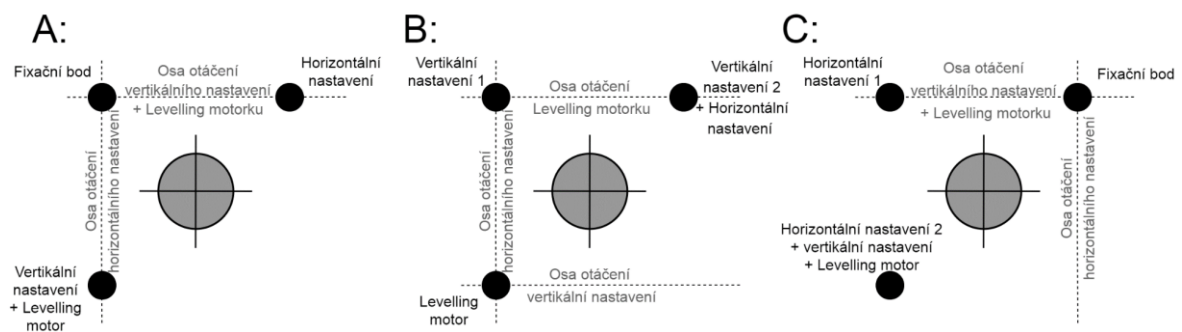 A:
Fixační bod
Osa otáčení
vertikálního nastavení
+ Levelling motorku
Horizontální
nastavení
Osa otáčení
horizontálního nastavení
Vertikální
nastavení
+ Levelling
motor
B:
Vertikální
nastavení 1
Osa otáčení
Levelling motorku
Vertikální
nastavení 2
+ Horizontální
nastavení
Osa otáčení
horizontálního nastavení
Levelling
motor
Osa otáčení
vertikální nastavení
C:
Horizontální
nastavení 1
Osa otáčení
vertikálního nastavení
+ Levelling motorku
Fixační bod
Osa otáčení
horizontálního nastavení
Horizontální nastavení 2
+ vertikální nastavení
+ Levelling motor